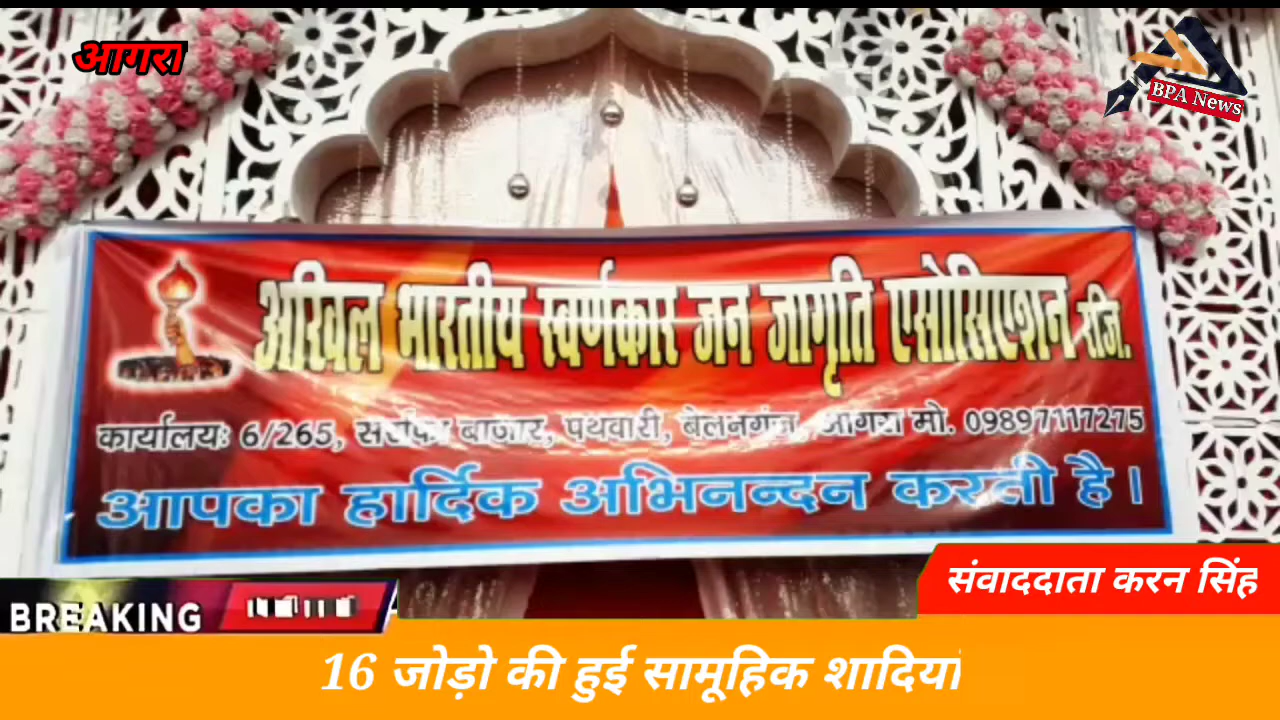 आगरा
BPA News
अखिल भारतीय स्वर्णकार जन जागृति एसोसिएशन रजि.
कार्यालयः 6/265, सर्राफा बाजार, पथवारी, बेलनगंज, आगरा मो. 09897117275
आपका हार्दिक अभिनन्दन करती है।
संवाददाता करन सिंह
BREAKING
16 जोड़ो की हुई सामूहिक शादियां